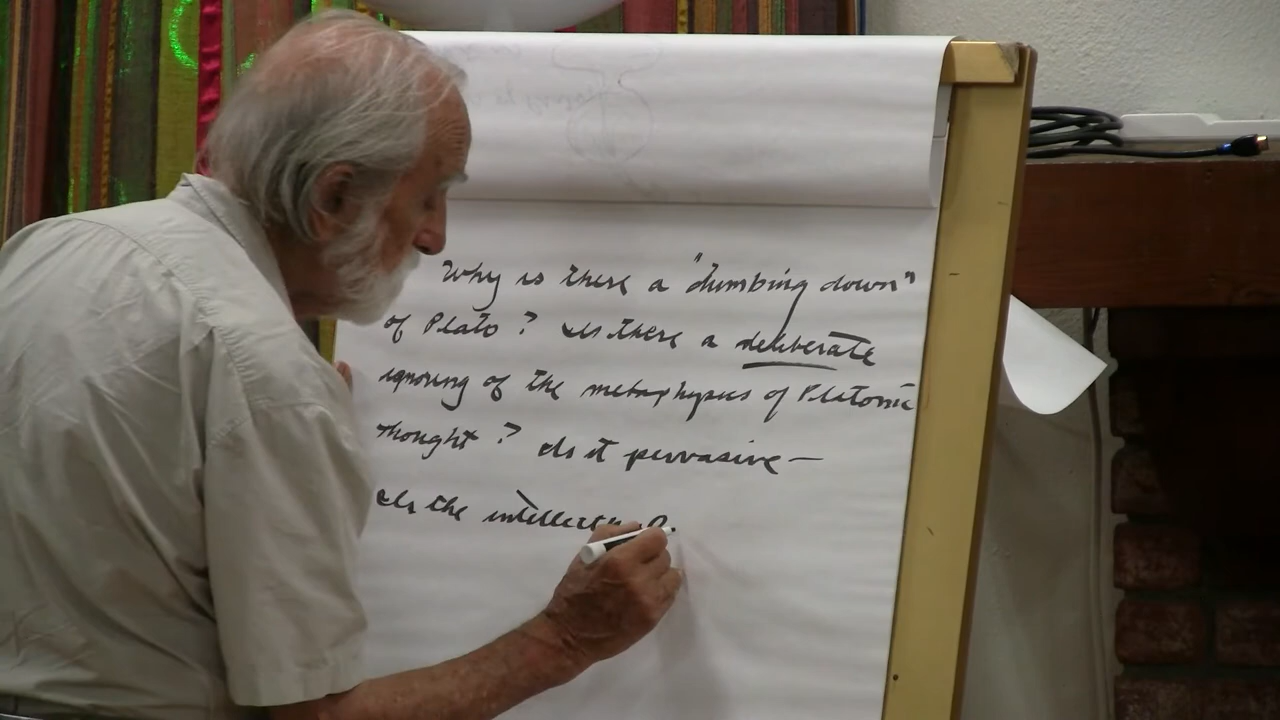 Why is there a "dumbing down"
of Plato? Is there a deliberate
ignoring of the metaphysics of Platonic
thought? Is it pervasive—
Is the intellectual